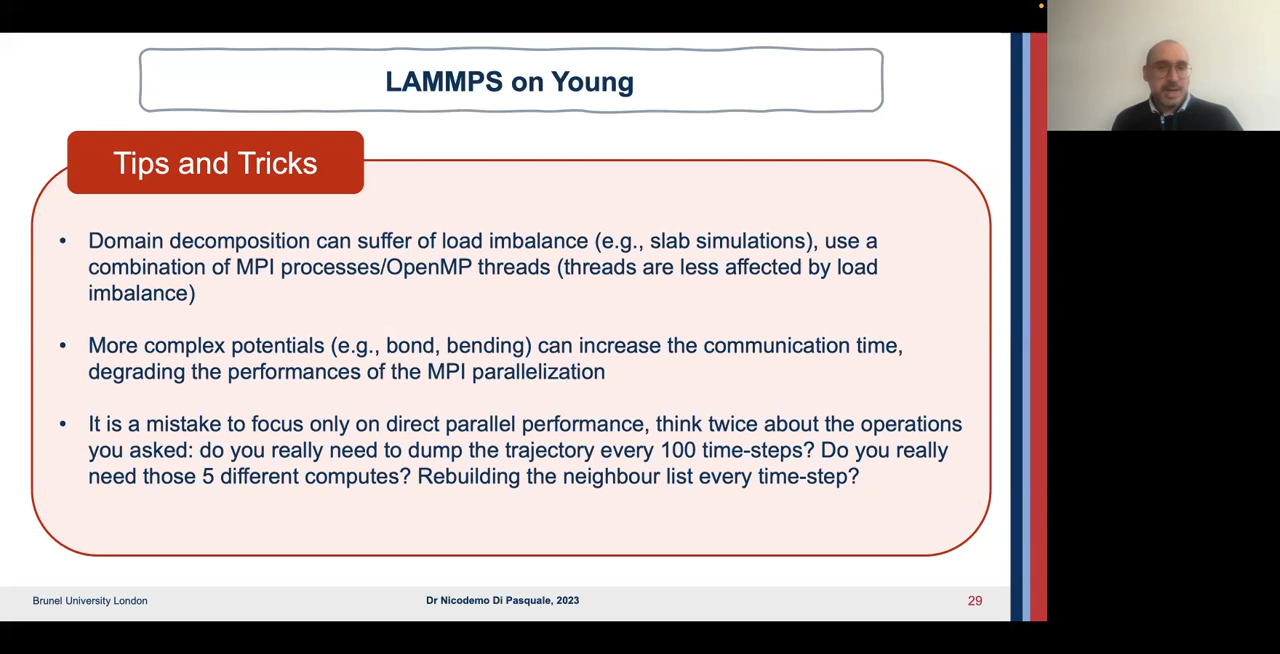 LAMMPS on Young
Tips and Tricks
• Domain decomposition can suffer of load imbalance (e.g., slab simulations), use a
combination of MPI processes/OpenMP threads (threads are less affected by load
imbalance)
• More complex potentials (e.g., bond, bending) can increase the communication time,
degrading the performances of the MPI parallelization
• It is a mistake to focus only on direct parallel performance, think twice about the operations
you asked: do you really need to dump the trajectory every 100 time-steps? Do you really
need those 5 different computes? Rebuilding the neighbour list every time-step?
Brunel University London
Dr Nicodemo Di Pasquale, 2023
29